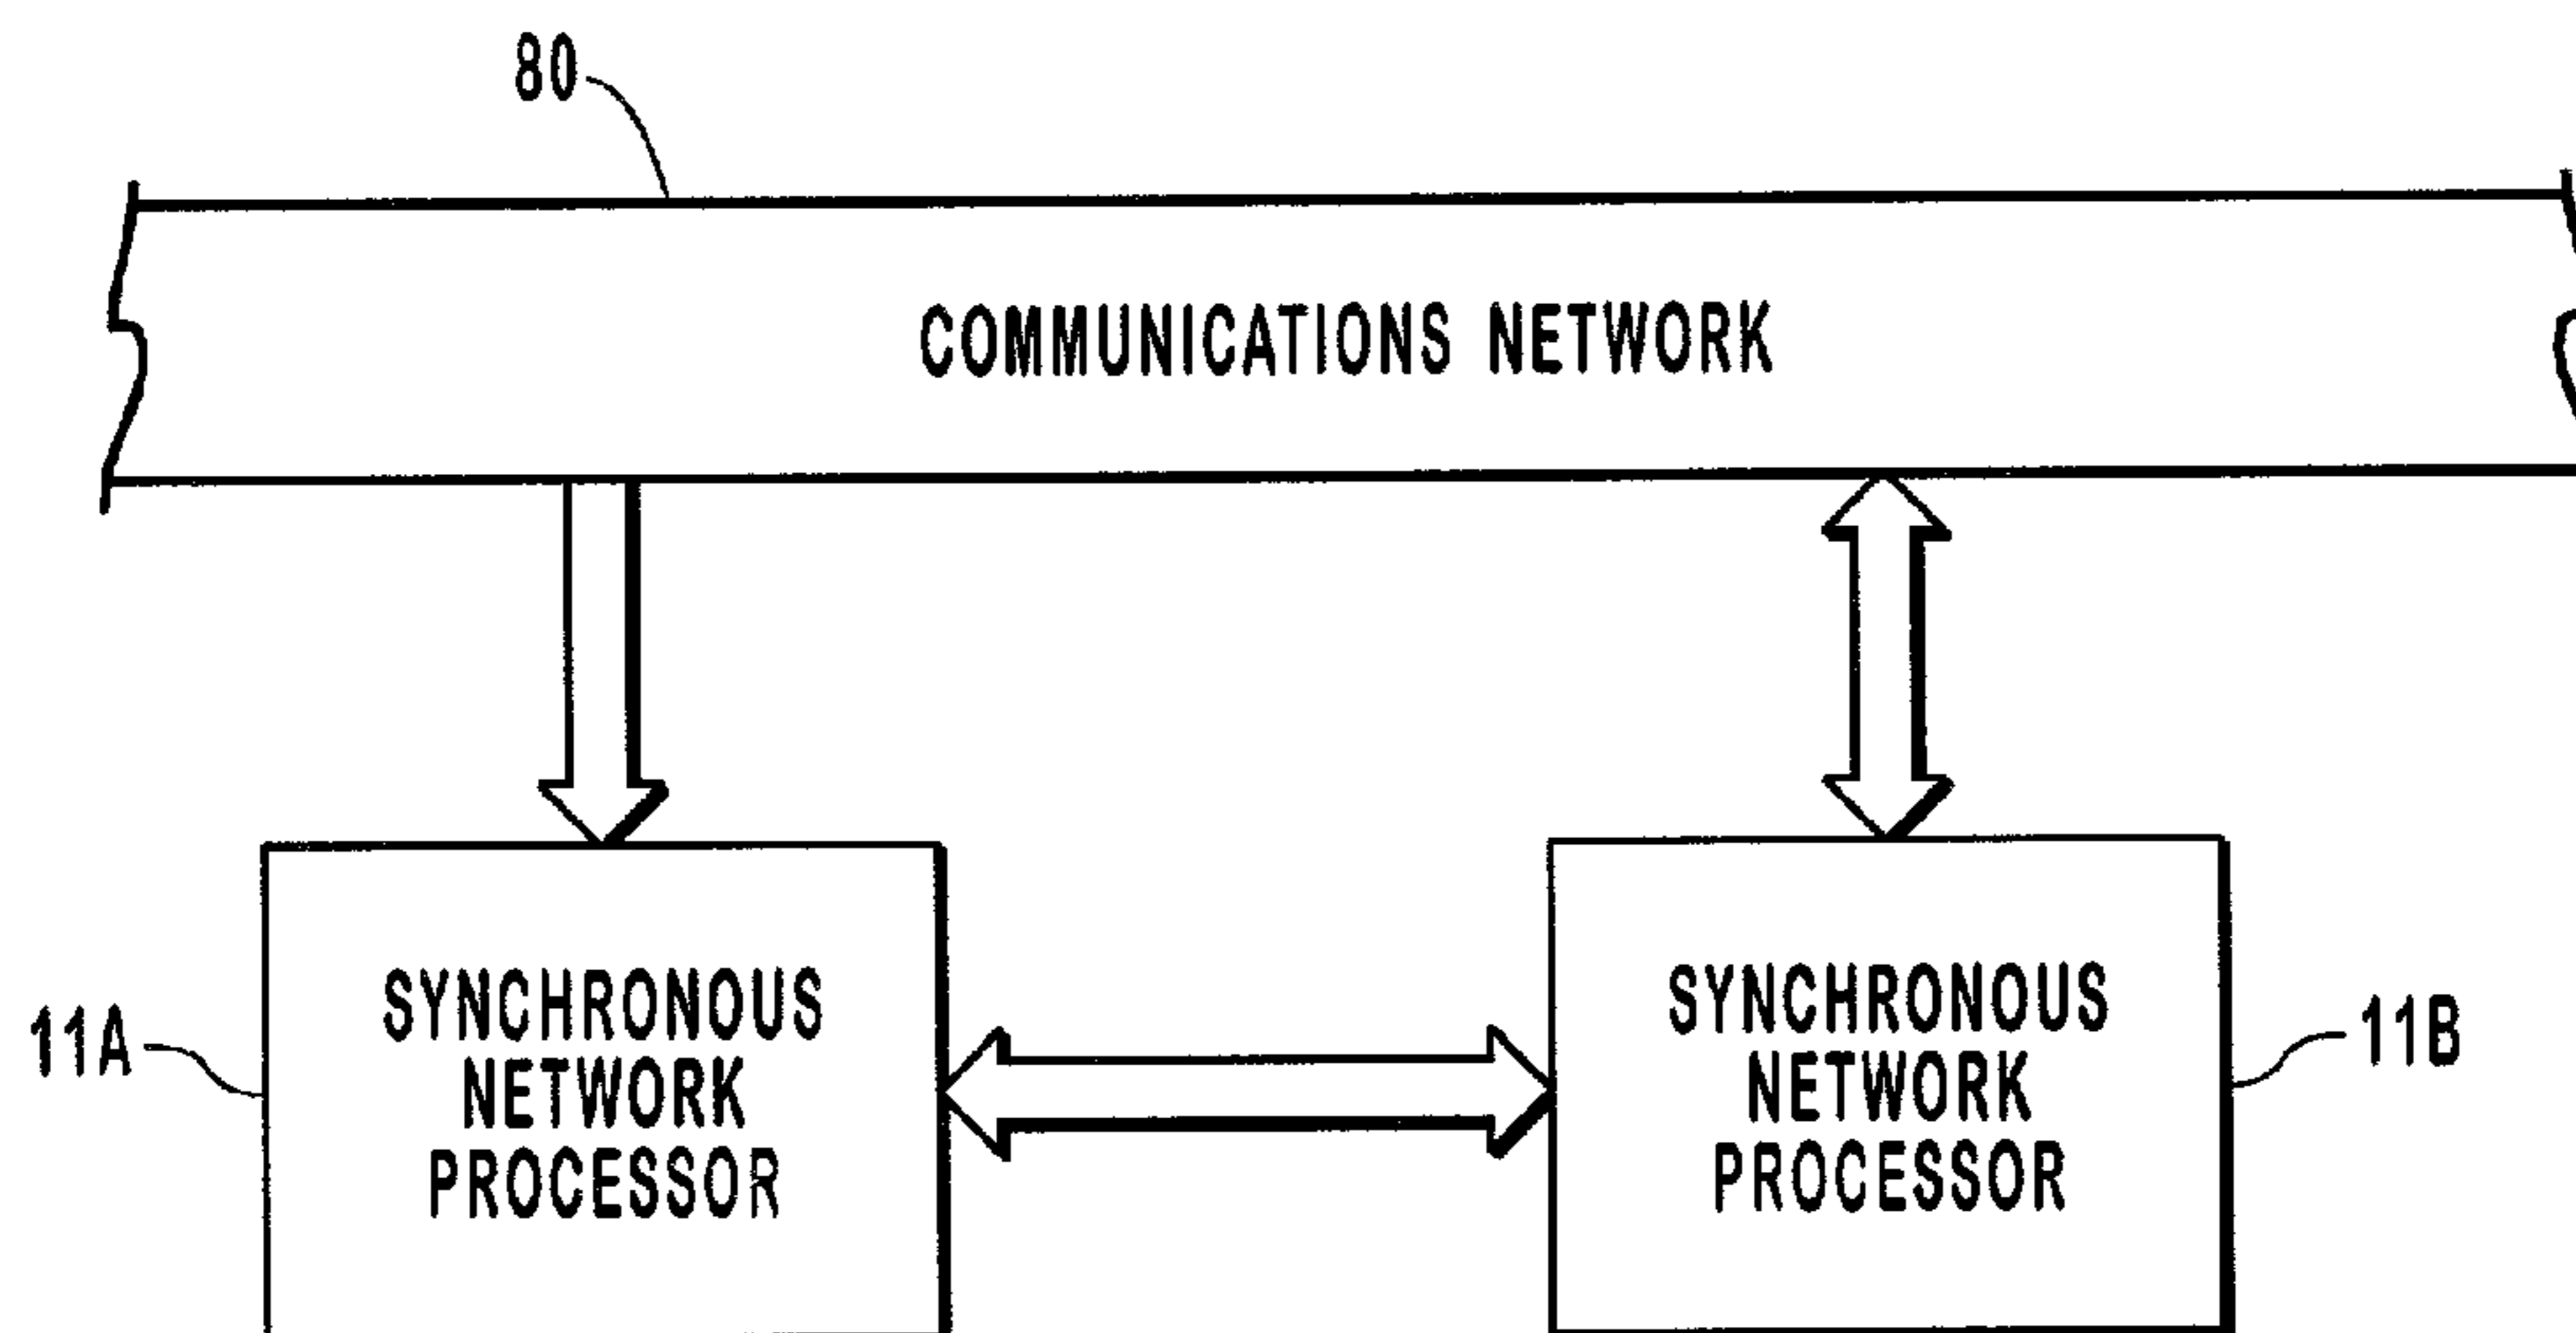 80
COMMUNICATIONS NETWORK
11A
SYNCHRONOUS
NETWORK
PROCESSOR
SYNCHRONOUS
NETWORK
PROCESSOR
11B